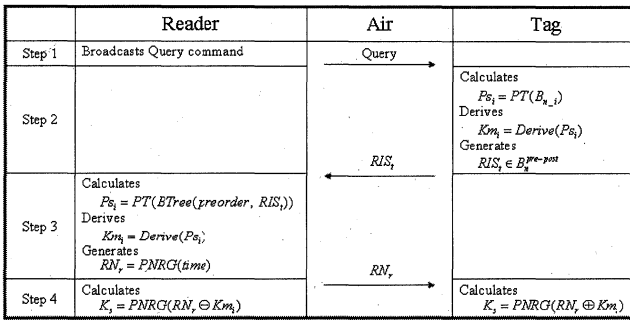 Reader Air Tag
Step 1 Broadcasts Query command Query
Step 2
Calculates
Ps_i = PT(B_{n_i})
Derives
Km_i = Derive(Ps_i)
Generates
RIS_t ∈ B_n^{pre-post}
RIS_t
Step 3
Calculates
Ps_i = PT(BTree(preorder, RIS_t))
Derives
Km_i = Derive(Ps_i)
Generates
RN_r = PNRG(time)
RN_r
Step 4
Calculates
K_s = PNRG(RN_r ⊖ Km_i)
Calculates
K_s = PNRG(RN_r ⊕ Km_i)